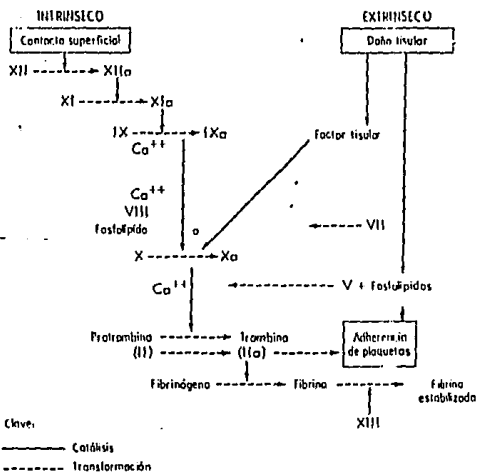 INTRINSECO
EXTRINSECO
Contacto superficial
Daño tisular
XII XIIa
XI XIa
IX IXa
Ca++
Factor tisular
Ca++
VIII
Fosfolípido
VII
X Xa
Ca++
V + Fosfolípidos
Protrombina Trombina
(II) (IIa)
Adherencia
de plaquetas
Fibrinógeno Fibrina Fibrina
estabilizada
XIII
Clave:
Catálisis
Transformación